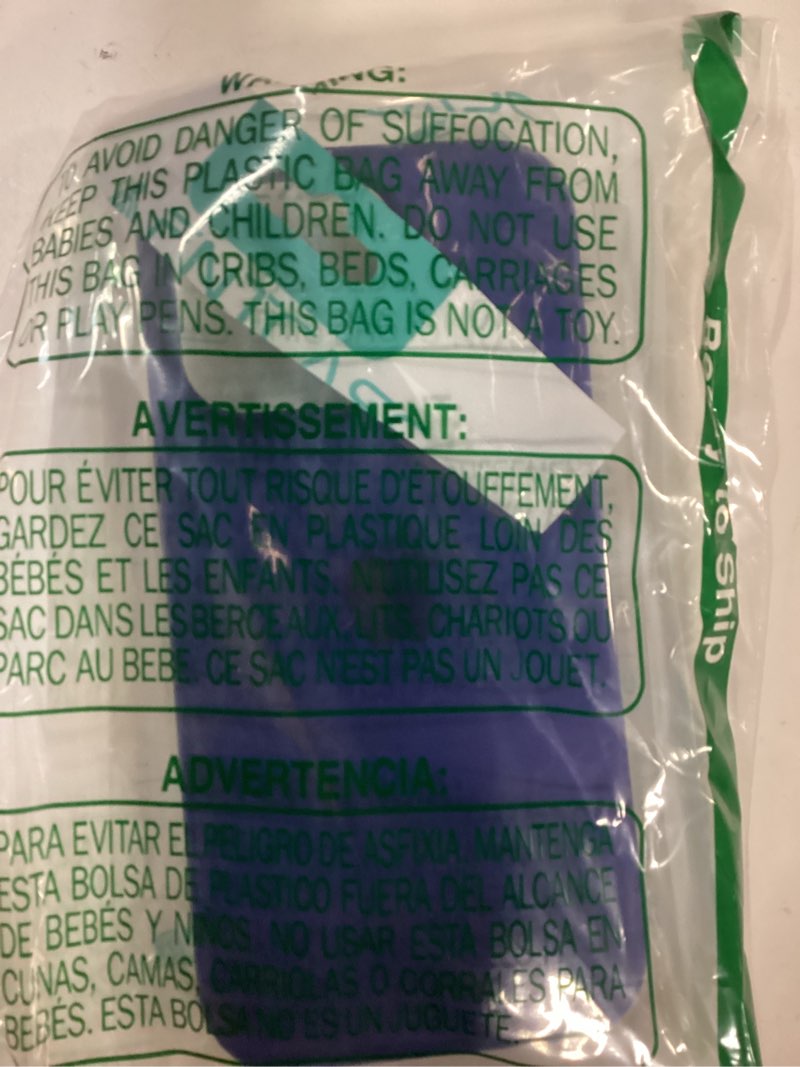 WARNING:
TO AVOID DANGER OF SUFFOCATION,
KEEP THIS PLASTIC BAG AWAY FROM
BABIES AND CHILDREN. DO NOT USE
THIS BAG IN CRIBS, BEDS, CARRIAGES
OR PLAY PENS. THIS BAG IS NOT A TOY.
AVERTISSEMENT:
POUR ÉVITER TOUT RISQUE D'ETOUFFEMENT,
GARDEZ CE SAC EN PLASTIQUE LOIN DES
BÉBÉS ET LES ENFANTS. N'UTILISEZ PAS CE
SAC DANS LES BERCEAUX, LITS, CHARIOTS OU
PARC AU BEBE. CE SAC N'EST PAS UN JOUET.
ADVERTENCIA:
PARA EVITAR EL PELIGRO DE ASFIXIA, MANTENGA
ESTA BOLSA DE PLASTICO FUERA DEL ALCANCE
DE BEBÉS Y NIÑOS. NO USAR ESTA BOLSA EN
CUNAS, CAMAS, CARRIOLAS O CORRALES PARA
BEBÉS. ESTA BOLSA NO ES UN JUGUETE.
Ready to ship